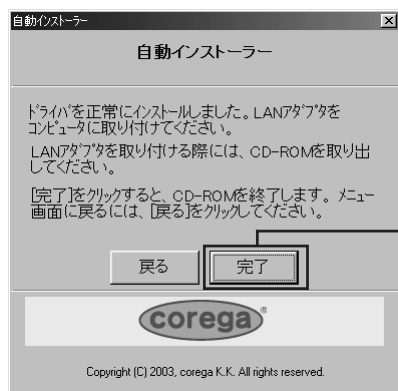 自動インストーラー
自動インストーラー
ドライバを正常にインストールしました。LANアダプタを
コンピュータに取り付けてください。
LANアダプタを取り付ける際には、CD-ROMを取り出
してください。
[完了]をクリックすると、CD-ROMを終了します。メニュー
画面に戻るには、[戻る]をクリックしてください。
戻る
完了
corega®
Copyright (C) 2003, corega K.K. All rights reserved.